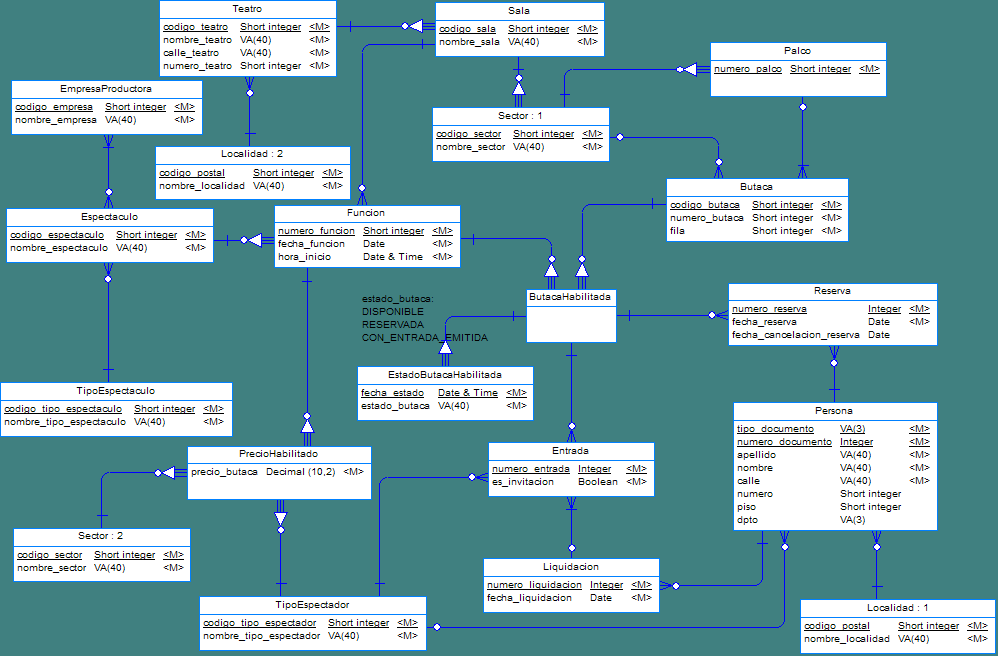 Teatro
codigo_teatro Short integer <M>
nombre_teatro VA(40) <M>
calle_teatro VA(40) <M>
numero_teatro Short integer <M>
Sala
codigo_sala Short integer <M>
nombre_sala VA(40) <M>
Palco
numero_palco Short integer <M>
EmpresaProductora
codigo_empresa Short integer <M>
nombre_empresa VA(40) <M>
Sector : 1
codigo_sector Short integer <M>
nombre_sector VA(40) <M>
Localidad : 2
codigo_postal Short integer <M>
nombre_localidad VA(40) <M>
Butaca
codigo_butaca Short integer <M>
numero_butaca Short integer <M>
fila Short integer <M>
Espectaculo
codigo_espectaculo Short integer <M>
nombre_espectaculo VA(40) <M>
Funcion
numero_funcion Short integer <M>
fecha_funcion Date <M>
hora_inicio Date & Time <M>
ButacaHabilitada
estado_butaca:
DISPONIBLE
RESERVADA
CON_ENTRADA_EMITIDA
Reserva
numero_reserva Integer <M>
fecha_reserva Date <M>
fecha_cancelacion_reserva Date
EstadoButacaHabilitada
fecha_estado Date & Time <M>
estado_butaca VA(40) <M>
TipoEspectaculo
codigo_tipo_espectaculo Short integer <M>
nombre_tipo_espectaculo VA(40) <M>
Persona
tipo_documento VA(3) <M>
numero_documento Integer <M>
apellido VA(40) <M>
nombre VA(40) <M>
calle VA(40) <M>
numero Short integer
piso Short integer
dpto VA(3)
PrecioHabilitado
precio_butaca Decimal (10,2) <M>
Entrada
numero_entrada Integer <M>
es_invitacion Boolean <M>
Sector : 2
codigo_sector Short integer <M>
nombre_sector VA(40) <M>
Liquidacion
numero_liquidacion Integer <M>
fecha_liquidacion Date <M>
TipoEspectador
codigo_tipo_espectador Short integer <M>
nombre_tipo_espectador VA(40) <M>
Localidad : 1
codigo_postal Short integer <M>
nombre_localidad VA(40) <M>